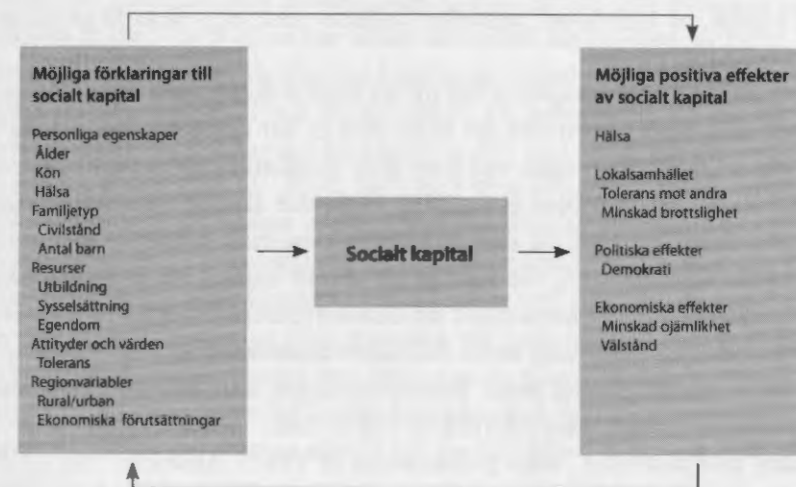 Möjliga förklaringar till
socialt kapital
Personliga egenskaper
Ålder
Kön
Hälsa
Familjetyp
Civilstånd
Antal barn
Resurser
Utbildning
Sysselsättning
Egendom
Attityder och värden
Tolerans
Regionvariabler
Rural/urban
Ekonomiska förutsättningar
Socialt kapital
Möjliga positiva effekter
av socialt kapital
Hälsa
Lokalsamhället
Tolerans mot andra
Minskad brottslighet
Politiska effekter
Demokrati
Ekonomiska effekter
Minskad ojämlikhet
Välstånd